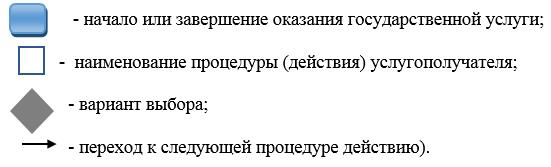 - начало или завершение оказания государственной услуги;
- наименование процедуры (действия) услугополучателя;
- вариант выбора;
- переход к следующей процедуре действию).